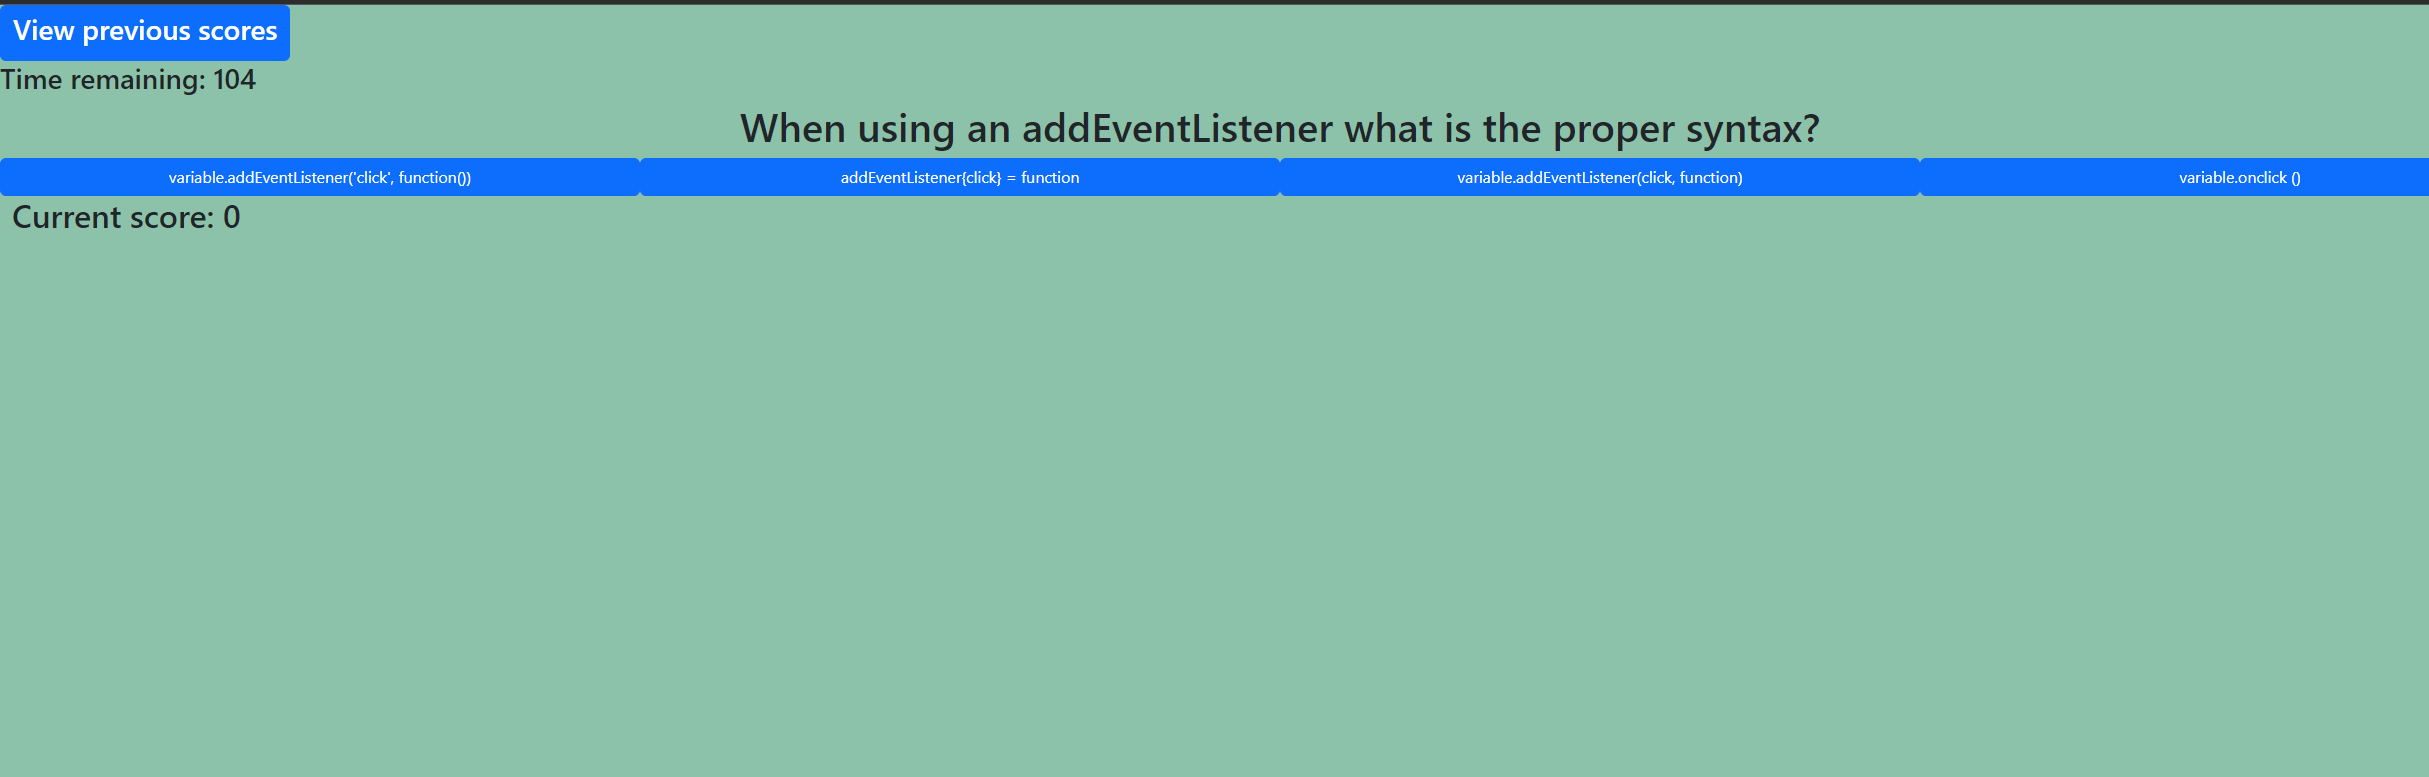 View previous scores
Time remaining: 104
When using an addEventListener what is the proper syntax?
variable.addEventListener('click', function())
addEventListener{click} = function
variable.addEventListener(click, function)
variable.onclick ()
Current score: 0